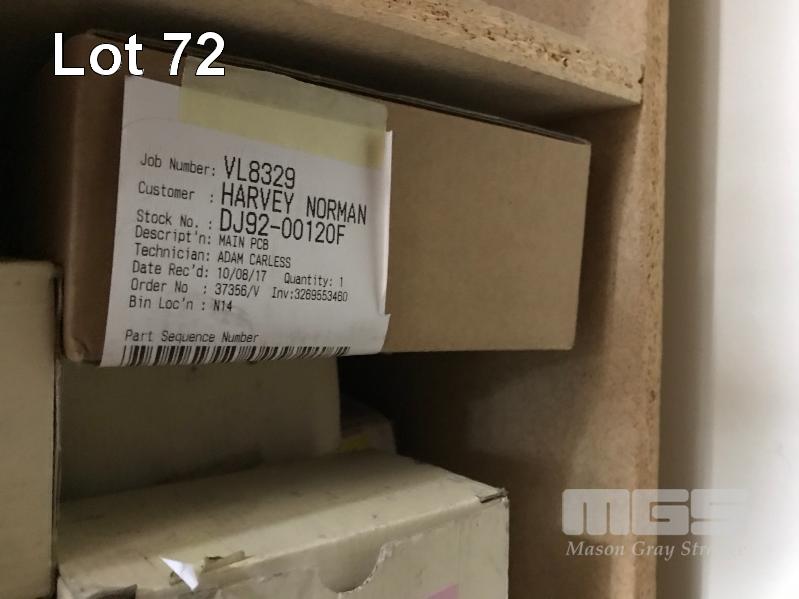 Lot 72
Job Number: VL8329
Customer : HARVEY NORMAN
Stock No. : DJ92-00120F
Descript'n: MAIN PCB
Technician: ADAM CARLESS
Date Rec'd: 10/08/17 Quantity: 1
Order No : 37356/V Inv:3269553460
Bin Loc'n : N14
Part Sequence Number
MGS
Mason Gray